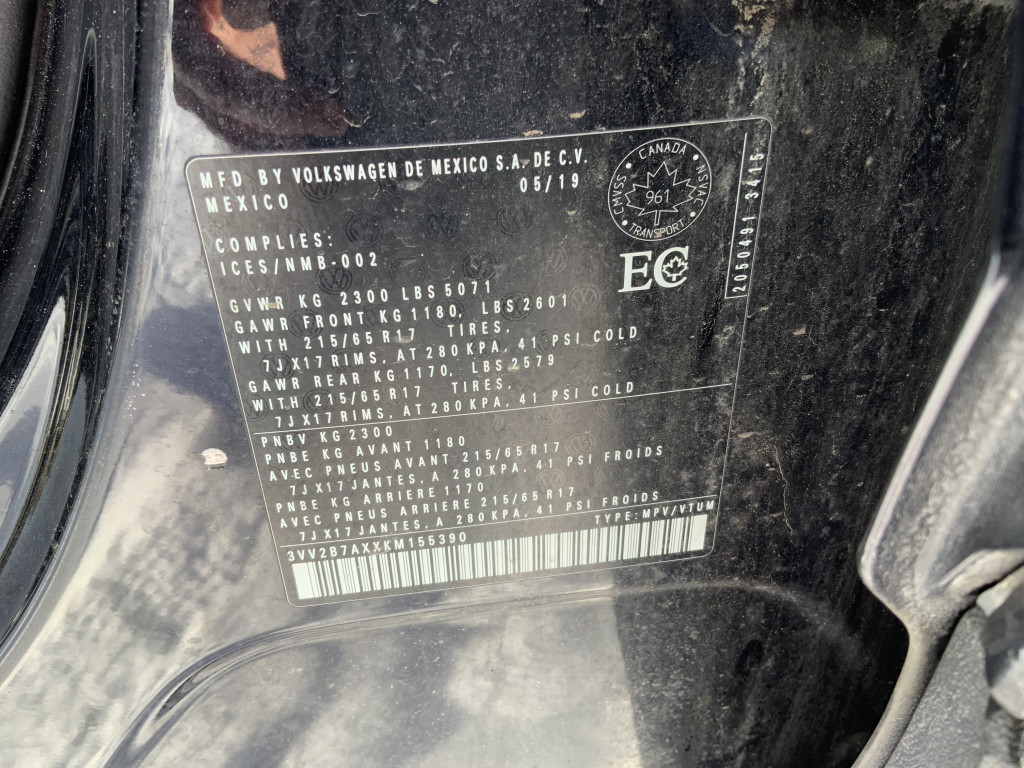 MFD BY VOLKSWAGEN DE MEXICO S.A. DE C.V.
MEXICO 05/19
COMPLIES:
ICES/NMB-002
GVWR KG 2300 LBS 5071
GAWR FRONT KG 1180, LBS 2601
WITH 215/65 R17 TIRES,
7J X17 RIMS, AT 280 KPA, 41 PSI COLD
GAWR REAR KG 1170, LBS 2579
WITH 215/65 R17 TIRES,
7J X17 RIMS, AT 280 KPA, 41 PSI COLD
PNBV KG 2300
PNBE KG AVANT 1180
AVEC PNEUS AVANT 215/65 R17
7J X17 JANTES, A 280 KPA, 41 PSI FROIDS
PNBE KG ARRIERE 1170
AVEC PNEUS ARRIERE 215/65 R17
7J X17 JANTES, A 280 KPA, 41 PSI FROIDS
3VV2B7AXXKM155390 TYPE: MPV/VTUM
CANADA
CMVSS NSVAC
961
TRANSPORT
EC
2050491 3415